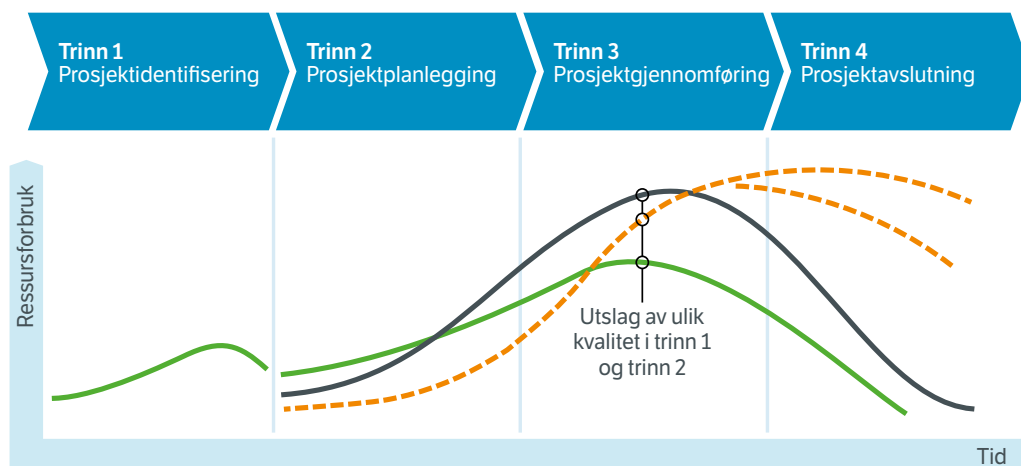 Trinn 1
Prosjektidentifisering
Trinn 2
Prosjektplanlegging
Trinn 3
Prosjektgjennomføring
Trinn 4
Prosjektavslutning
Ressursforbruk
Utslag av ulik
kvalitet i trinn 1
og trinn 2
Tid